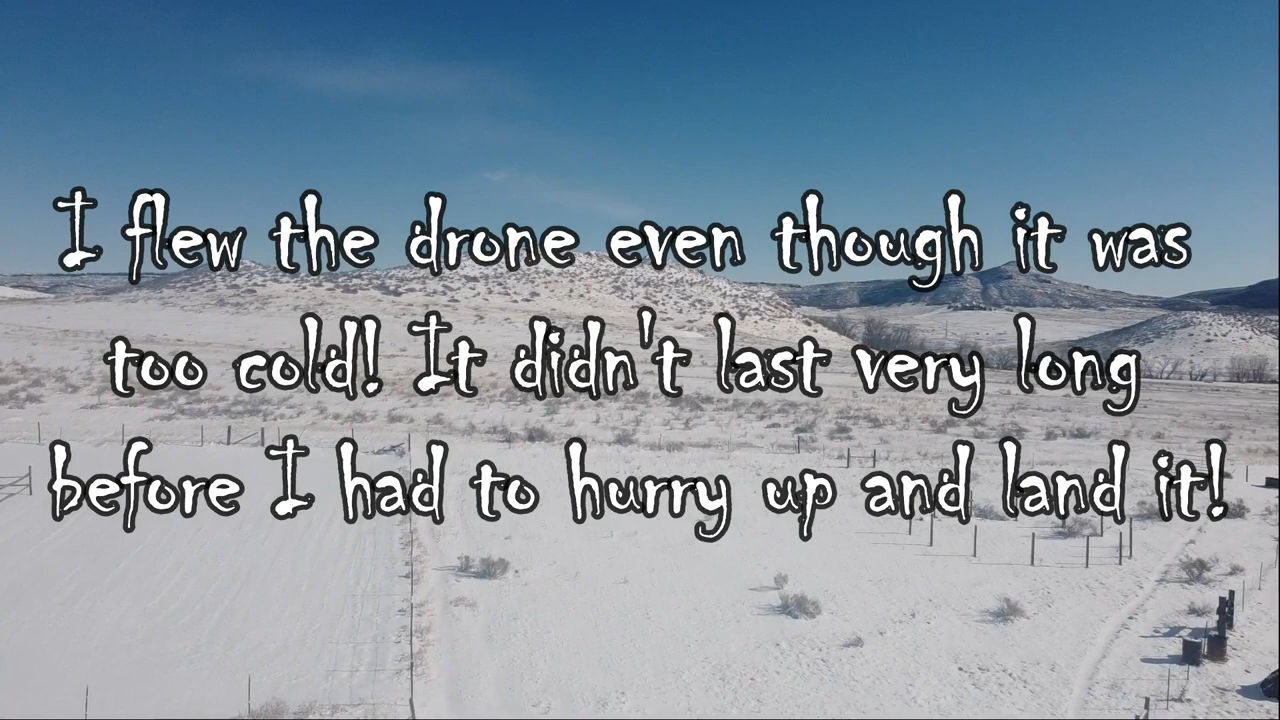 I flew the drone even though it was
too cold! It didn't last very long
before I had to hurry up and land it!